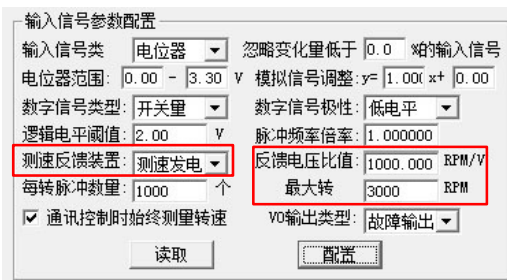 输入信号参数配置
输入信号类 电位器 忽略变化量低于 0.0 %的输入信号
电位器范围: 0.00 - 3.30 V 模拟信号调整:y= 1.00( x+ 0.00
数字信号类型: 开关量 数字信号极性: 低电平
逻辑电平阈值: 2.00 V 脉冲频率倍率: 1.000000
测速反馈装置: 测速发电 反馈电压比值: 1000.000 RPM/V
每转脉冲数量: 1000 个 最大转 3000 RPM
通讯控制时始终测量转速 VO输出类型: 故障输出
读取 配置